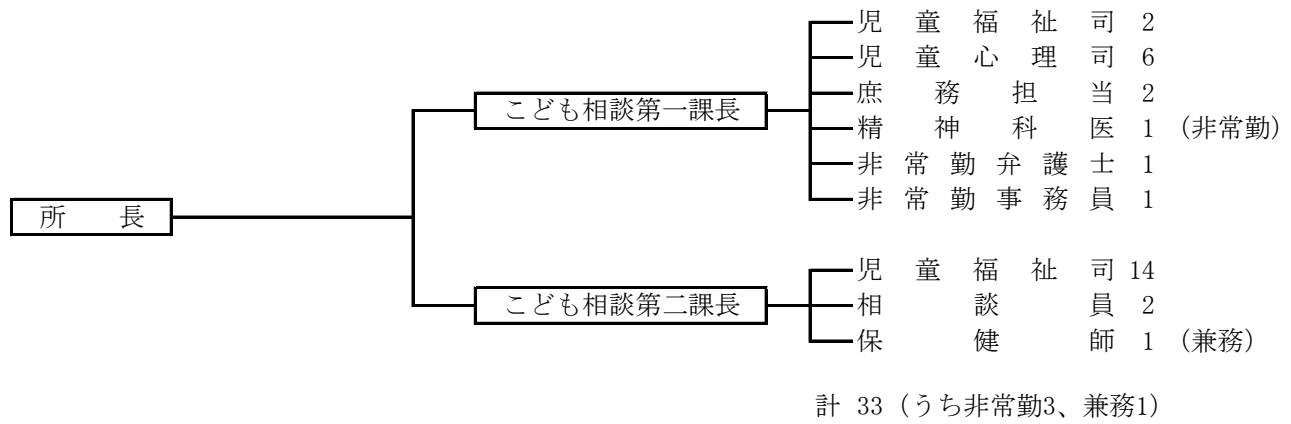 児童福祉司 2
児童心理司 6
こども相談第一課長
庶務担当 2
精神科医 1 (非常勤)
非常勤弁護士 1
非常勤事務員 1
所長
児童福祉司 14
こども相談第二課長
相談員 2
保健師 1 (兼務)
計 33 (うち非常勤3、兼務1)